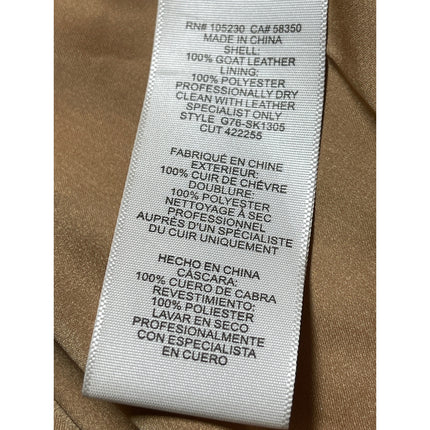 RN# 105230 CA# 58350
MADE IN CHINA
SHELL:
100% GOAT LEATHER
LINING:
100% POLYESTER
PROFESSIONALLY DRY
CLEAN WITH LEATHER
SPECIALIST ONLY
STYLE G76-SK1305
CUT 422255
FABRIQUÉ EN CHINE
EXTERIEUR:
100% CUIR DE CHÈVRE
DOUBLURE:
100% POLYESTER
NETTOYAGE À SEC
PROFESSIONNEL
AUPRÈS D'UN SPÉCIALISTE
DU CUIR UNIQUEMENT
HECHO EN CHINA
CÁSCARA:
100% CUERO DE CABRA
REVESTIMIENTO:
100% POLIESTER
LAVAR EN SECO
PROFESIONALMENTE
CON ESPECIALISTA
EN CUERO